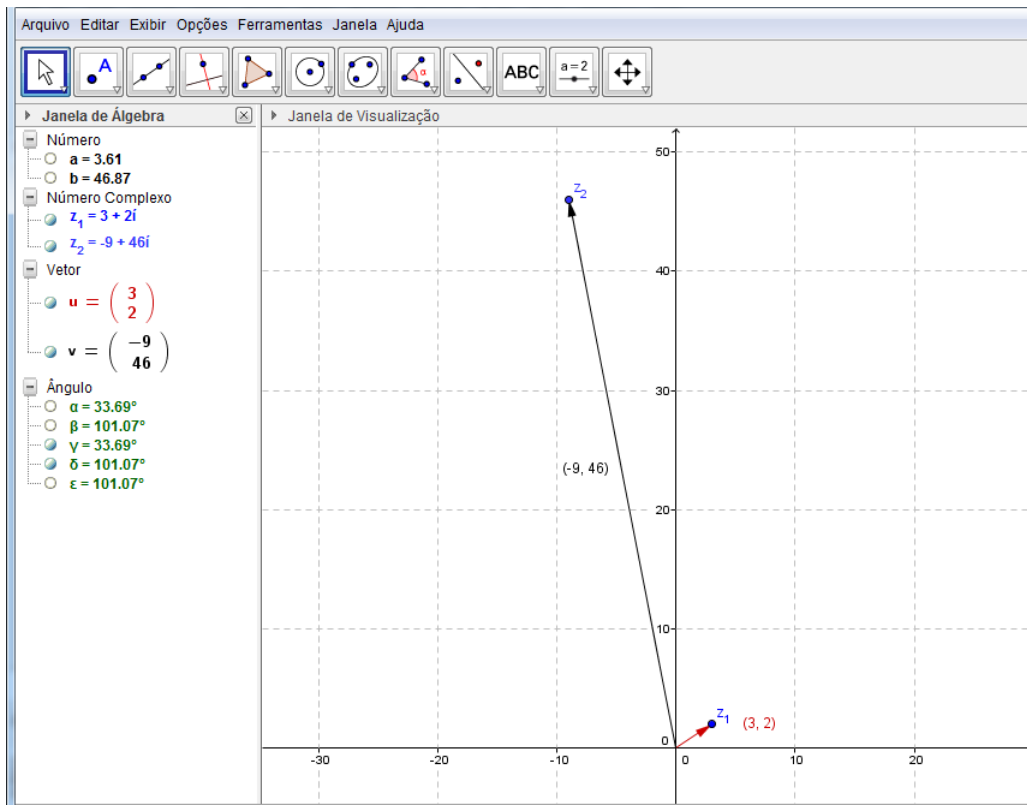 Arquivo Editar Exibir Opções Ferramentas Janela Ajuda
A
α
ABC
a=2
Janela de Álgebra
Janela de Visualização
Número
a = 3.61
b = 46.87
Número Complexo
z₁ = 3 + 2í
z₂ = -9 + 46í
Vetor
u = ( 3
2 )
v = ( −9
46 )
Ângulo
α = 33.69°
β = 101.07°
γ = 33.69°
δ = 101.07°
ε = 101.07°
50
z₂
40
30
(-9, 46)
20
10
z₁ (3, 2)
0
-30 -20 -10 0 10 20